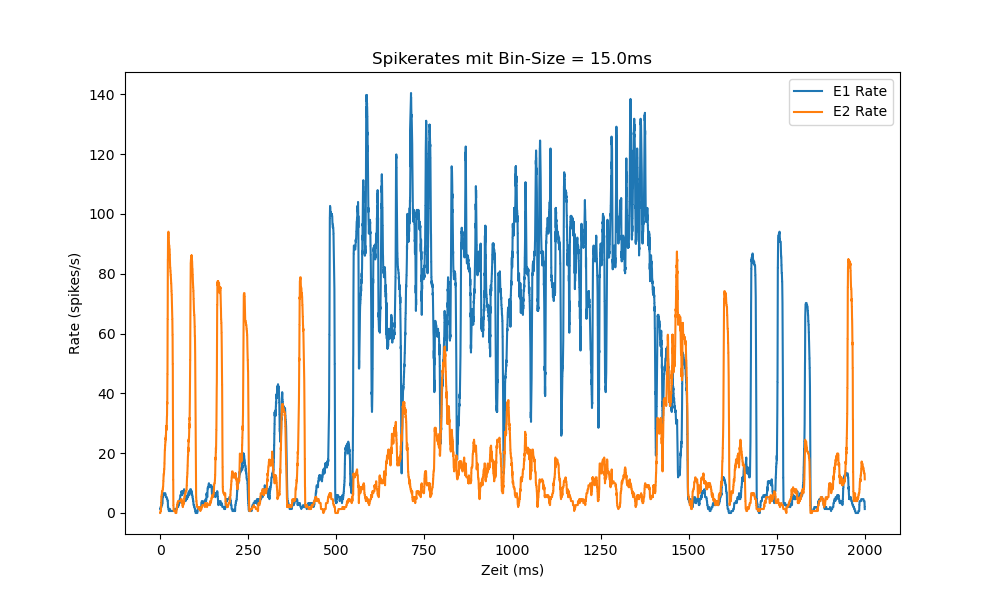 Spikerates mit Bin-Size = 15.0ms
E1 Rate
E2 Rate
Rate (spikes/s)
140
120
100
80
60
40
20
0
0 250 500 750 1000 1250 1500 1750 2000
Zeit (ms)